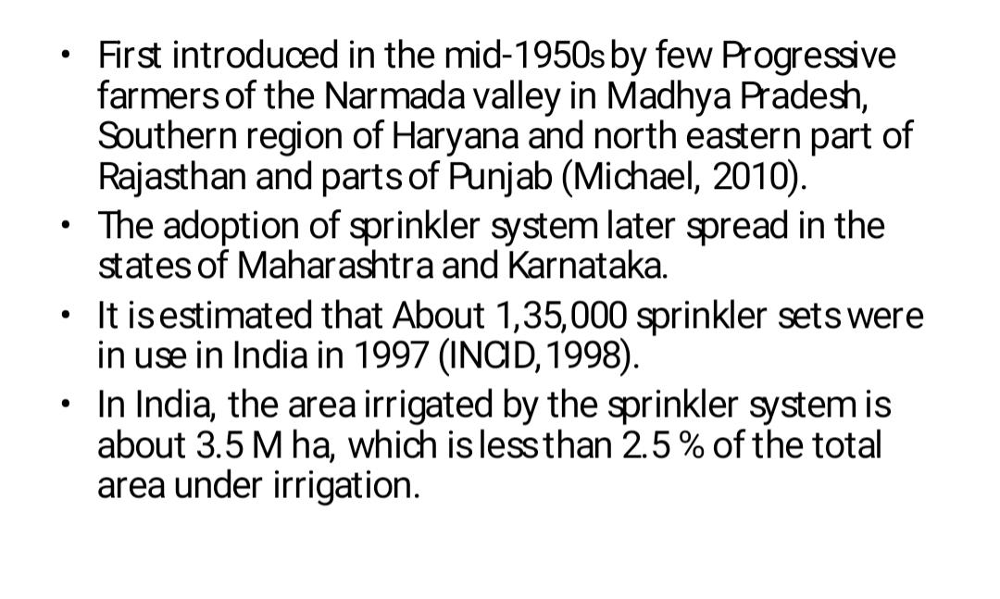 • First introduced in the mid-1950s by few Progressive
farmers of the Narmada valley in Madhya Pradesh,
Southern region of Haryana and north eastern part of
Rajasthan and parts of Punjab (Michael, 2010).
• The adoption of sprinkler system later spread in the
states of Maharashtra and Karnataka.
• It is estimated that About 1,35,000 sprinkler sets were
in use in India in 1997 (INCID, 1998).
• In India, the area irrigated by the sprinkler system is
about 3.5 M ha, which is less than 2.5 % of the total
area under irrigation.